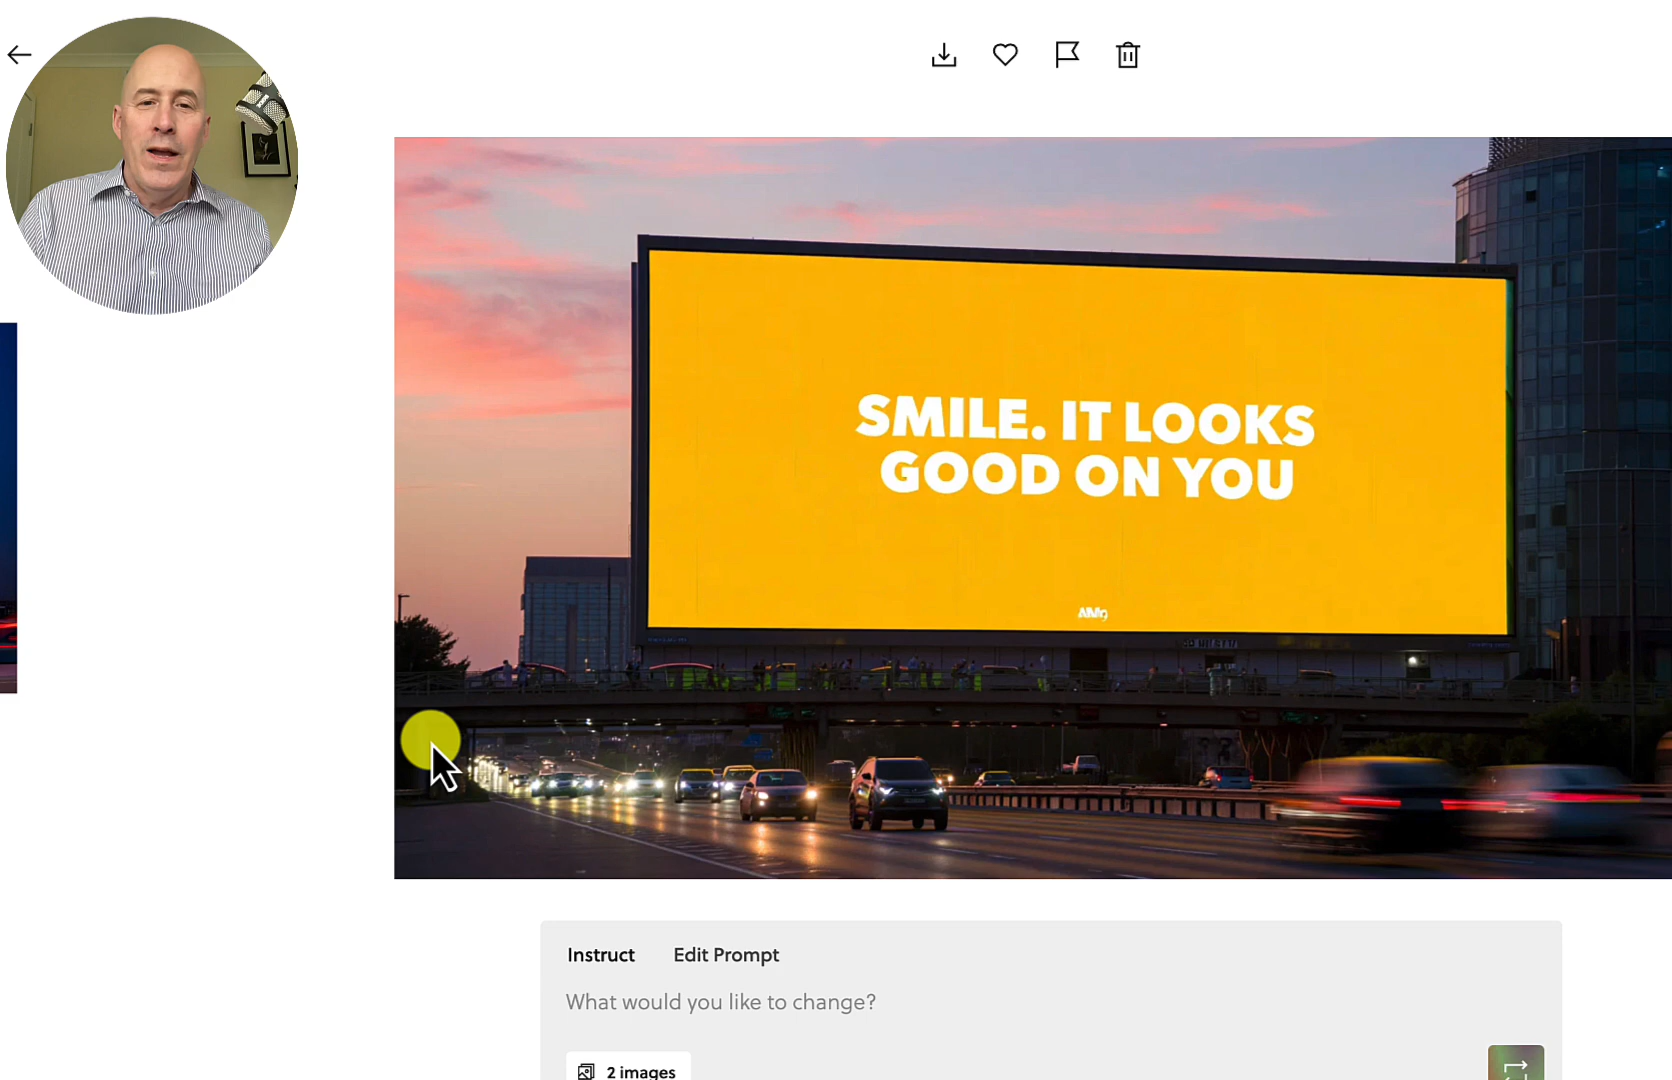 SMILE. IT LOOKS
GOOD ON YOU
Instruct
Edit Prompt
What would you like to change?
2 images